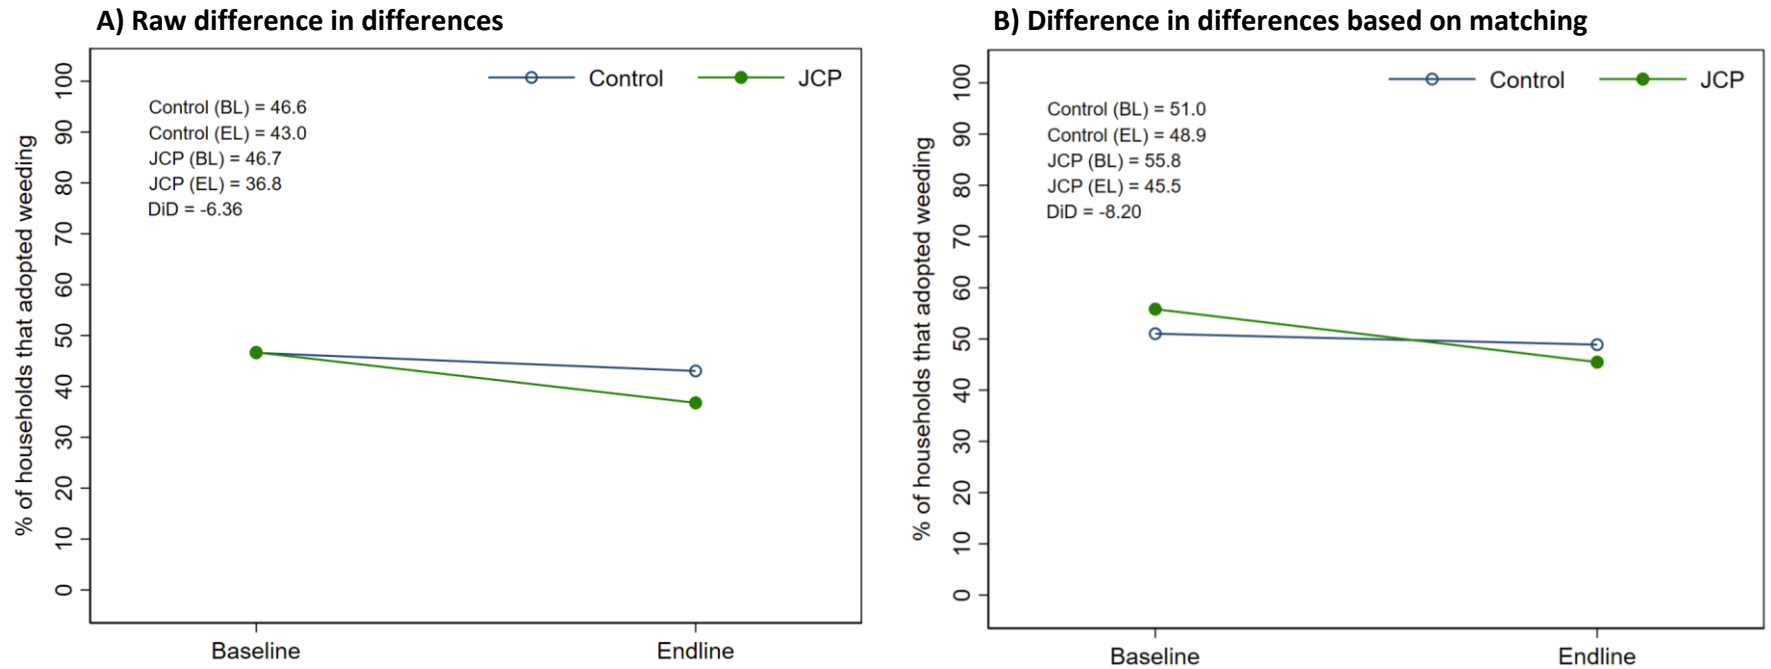 A) Raw difference in differences
Control
JCP
Control (BL) = 46.6
Control (EL) = 43.0
JCP (BL) = 46.7
JCP (EL) = 36.8
DiD = -6.36
% of households that adopted weeding
100
90
80
70
60
50
40
30
20
10
0
Baseline
Endline
B) Difference in differences based on matching
Control
JCP
Control (BL) = 51.0
Control (EL) = 48.9
JCP (BL) = 55.8
JCP (EL) = 45.5
DiD = -8.20
% of households that adopted weeding
100
90
80
70
60
50
40
30
20
10
0
Baseline
Endline